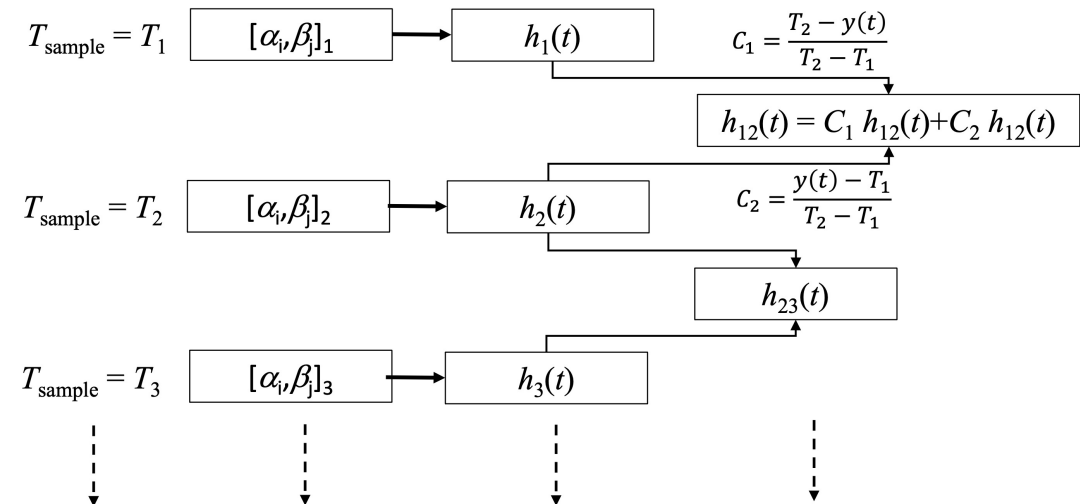 T_sample = T_1
[α_i,β_j]_1
h_1(t)
C_1 = (T_2 − y(t))/(T_2 − T_1)
h_12(t) = C_1 h_12(t)+C_2 h_12(t)
T_sample = T_2
[α_i,β_j]_2
h_2(t)
C_2 = (y(t) − T_1)/(T_2 − T_1)
h_23(t)
T_sample = T_3
[α_i,β_j]_3
h_3(t)